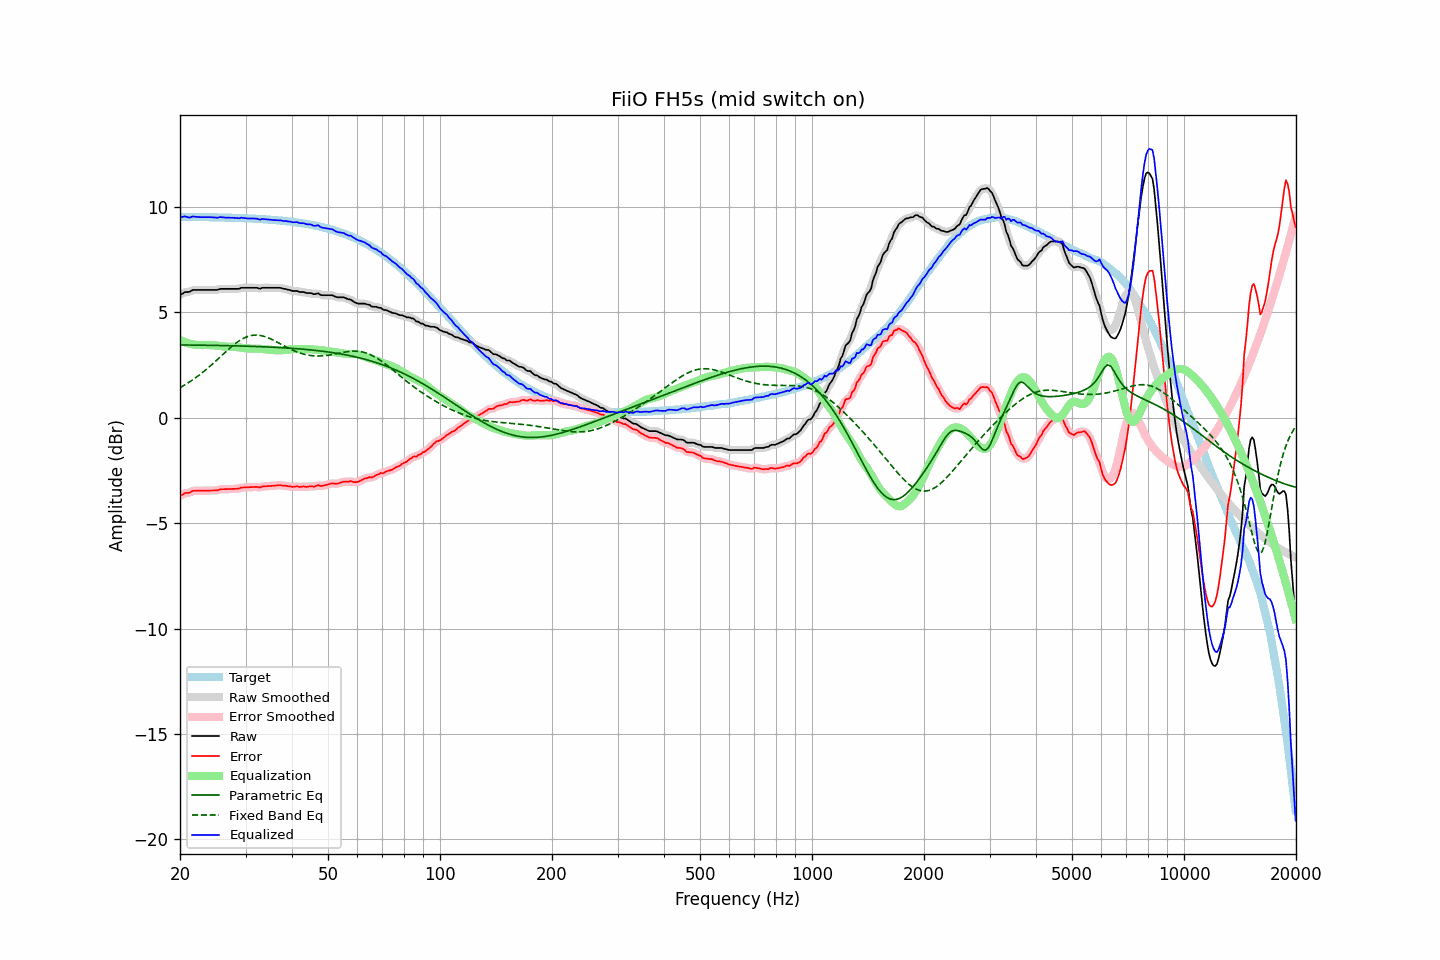 FiiO FH5s (mid switch on)
Amplitude (dBr)
10
5
0
−5
−10
−15
−20
Target
Raw Smoothed
Error Smoothed
Raw
Error
Equalization
Parametric Eq
Fixed Band Eq
Equalized
20 50 100 200 500 1000 2000 5000 10000 20000
Frequency (Hz)